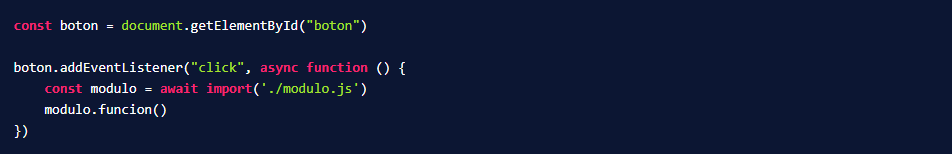 const boton = document.getElementById("boton")
boton.addEventListener("click", async function () {
    const modulo = await import('./modulo.js')
    modulo.funcion()
})